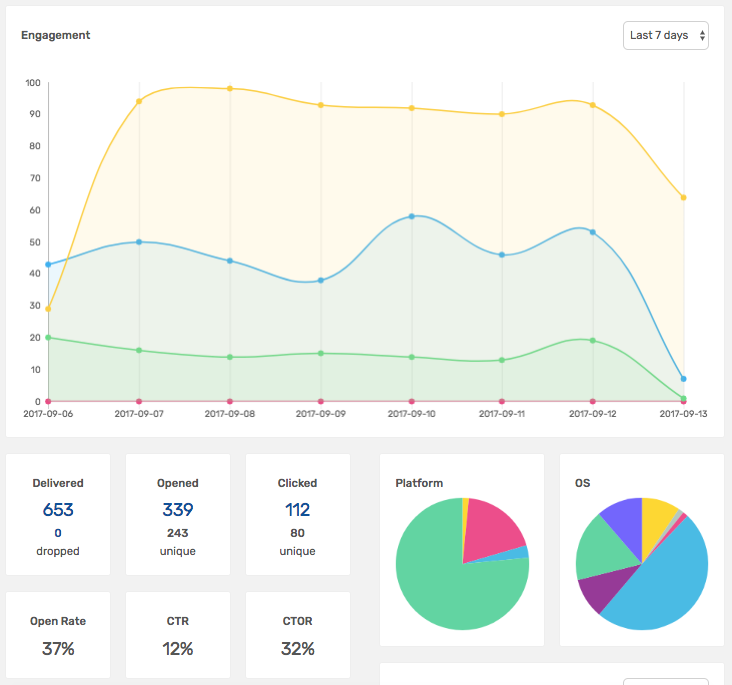 Engagement
Last 7 days
100
90
80
70
60
50
40
30
20
10
0
2017-09-06 2017-09-07 2017-09-08 2017-09-09 2017-09-10 2017-09-11 2017-09-12 2017-09-13
Delivered
653
0
dropped
Opened
339
243
unique
Clicked
112
80
unique
Platform
OS
Open Rate
37%
CTR
12%
CTOR
32%